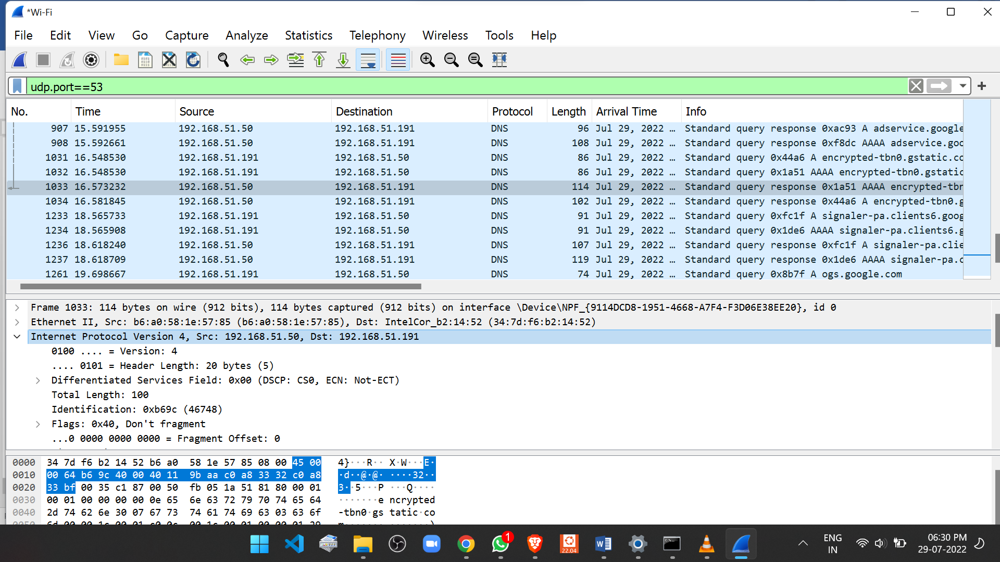 *Wi-Fi
File Edit View Go Capture Analyze Statistics Telephony Wireless Tools Help
udp.port==53
No. Time Source Destination Protocol Length Arrival Time Info
907 15.591955 192.168.51.50 192.168.51.191 DNS 96 Jul 29, 2022 … Standard query response 0xac93 A adservice.google
908 15.592661 192.168.51.50 192.168.51.191 DNS 108 Jul 29, 2022 … Standard query response 0xf8dc AAAA adservice.goo
1031 16.548530 192.168.51.191 192.168.51.50 DNS 86 Jul 29, 2022 … Standard query 0x44a6 A encrypted-tbn0.gstatic.co
1032 16.548530 192.168.51.191 192.168.51.50 DNS 86 Jul 29, 2022 … Standard query 0x1a51 AAAA encrypted-tbn0.gstatic
1033 16.573232 192.168.51.50 192.168.51.191 DNS 114 Jul 29, 2022 … Standard query response 0x1a51 AAAA encrypted-tbn
1034 16.581845 192.168.51.50 192.168.51.191 DNS 102 Jul 29, 2022 … Standard query response 0x44a6 A encrypted-tbn0.g
1233 18.565733 192.168.51.191 192.168.51.50 DNS 91 Jul 29, 2022 … Standard query 0xfc1f A signaler-pa.clients6.goog
1234 18.565908 192.168.51.191 192.168.51.50 DNS 91 Jul 29, 2022 … Standard query 0x1de6 AAAA signaler-pa.clients6.g
1236 18.618240 192.168.51.50 192.168.51.191 DNS 107 Jul 29, 2022 … Standard query response 0xfc1f A signaler-pa.clie
1237 18.618709 192.168.51.50 192.168.51.191 DNS 119 Jul 29, 2022 … Standard query response 0x1de6 AAAA signaler-pa.c
1261 19.698667 192.168.51.191 192.168.51.50 DNS 74 Jul 29, 2022 … Standard query 0x8b7f A ogs.google.com
Frame 1033: 114 bytes on wire (912 bits), 114 bytes captured (912 bits) on interface \Device\NPF_{9114DCD8-1951-4668-A7F4-F3D06E38EE20}, id 0
Ethernet II, Src: b6:a0:58:1e:57:85 (b6:a0:58:1e:57:85), Dst: IntelCor_b2:14:52 (34:7d:f6:b2:14:52)
Internet Protocol Version 4, Src: 192.168.51.50, Dst: 192.168.51.191
0100 .... = Version: 4
.... 0101 = Header Length: 20 bytes (5)
Differentiated Services Field: 0x00 (DSCP: CS0, ECN: Not-ECT)
Total Length: 100
Identification: 0xb69c (46748)
Flags: 0x40, Don't fragment
...0 0000 0000 0000 = Fragment Offset: 0
0000 34 7d f6 b2 14 52 b6 a0 58 1e 57 85 08 00 45 00 4}···R·· X·W···E·
0010 00 64 b6 9c 40 00 40 11 9b aa c0 a8 33 32 c0 a8 ·d··@·@· ····32··
0020 33 bf 00 35 c1 87 00 50 fb 05 1a 51 81 80 00 01 3··5···P ···Q····
0030 00 01 00 00 00 00 0e 65 6e 63 72 79 70 74 65 64 ·······e ncrypted
0040 2d 74 62 6e 30 07 67 73 74 61 74 69 63 03 63 6f -tbn0·gs tatic·co
1
22.04
ENG
IN
06:30 PM
29-07-2022